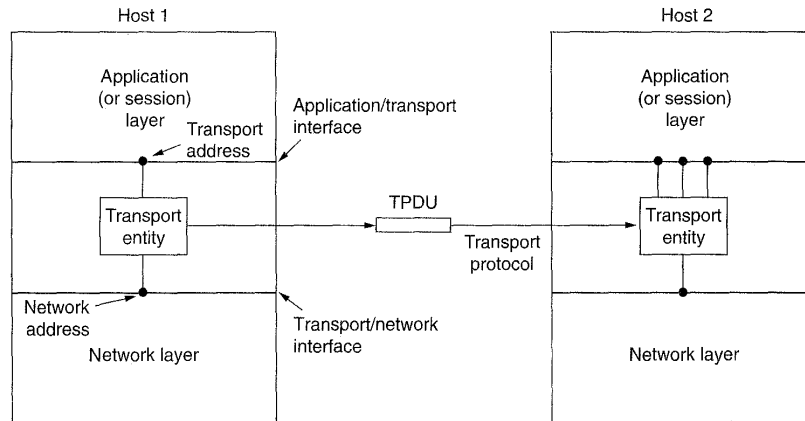 Host 1
Host 2
Application
(or session)
layer
Application/transport
interface
Application
(or session)
layer
Transport
address
TPDU
Transport
entity
Transport
protocol
Transport
entity
Network
address
Transport/network
interface
Network layer
Network layer